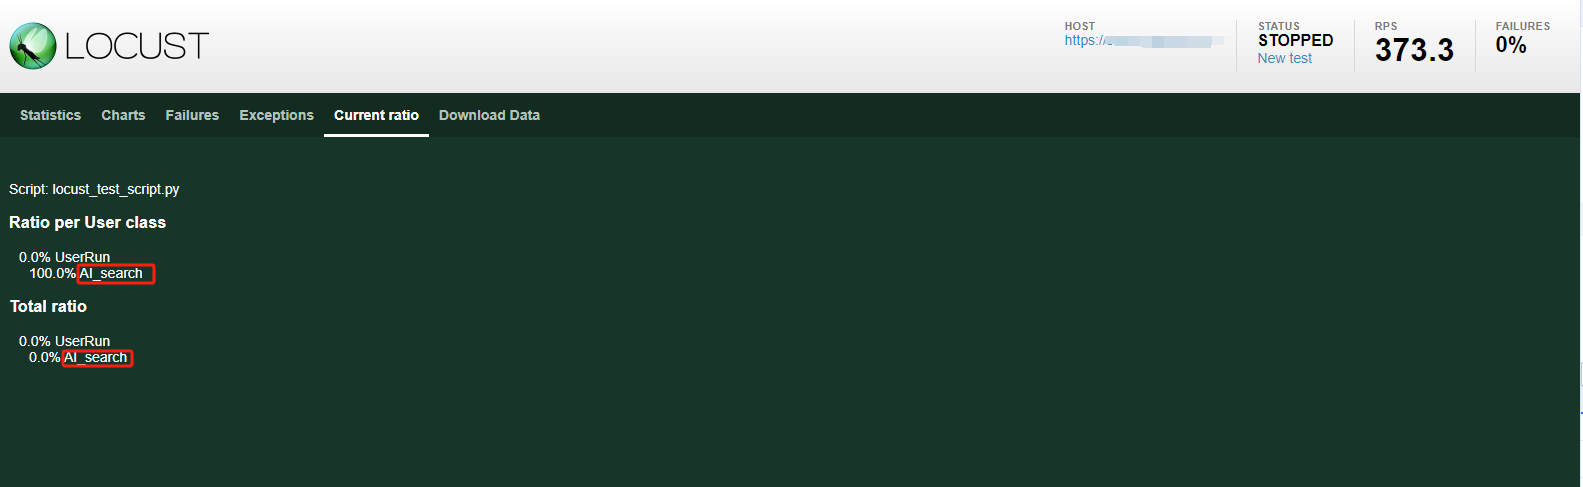 LOCUST
HOST
https://
STATUS
STOPPED
New test
RPS
373.3
FAILURES
0%
Statistics Charts Failures Exceptions Current ratio Download Data
Script: locust_test_script.py
Ratio per User class
0.0% UserRun
100.0% AI_search
Total ratio
0.0% UserRun
0.0% AI_search